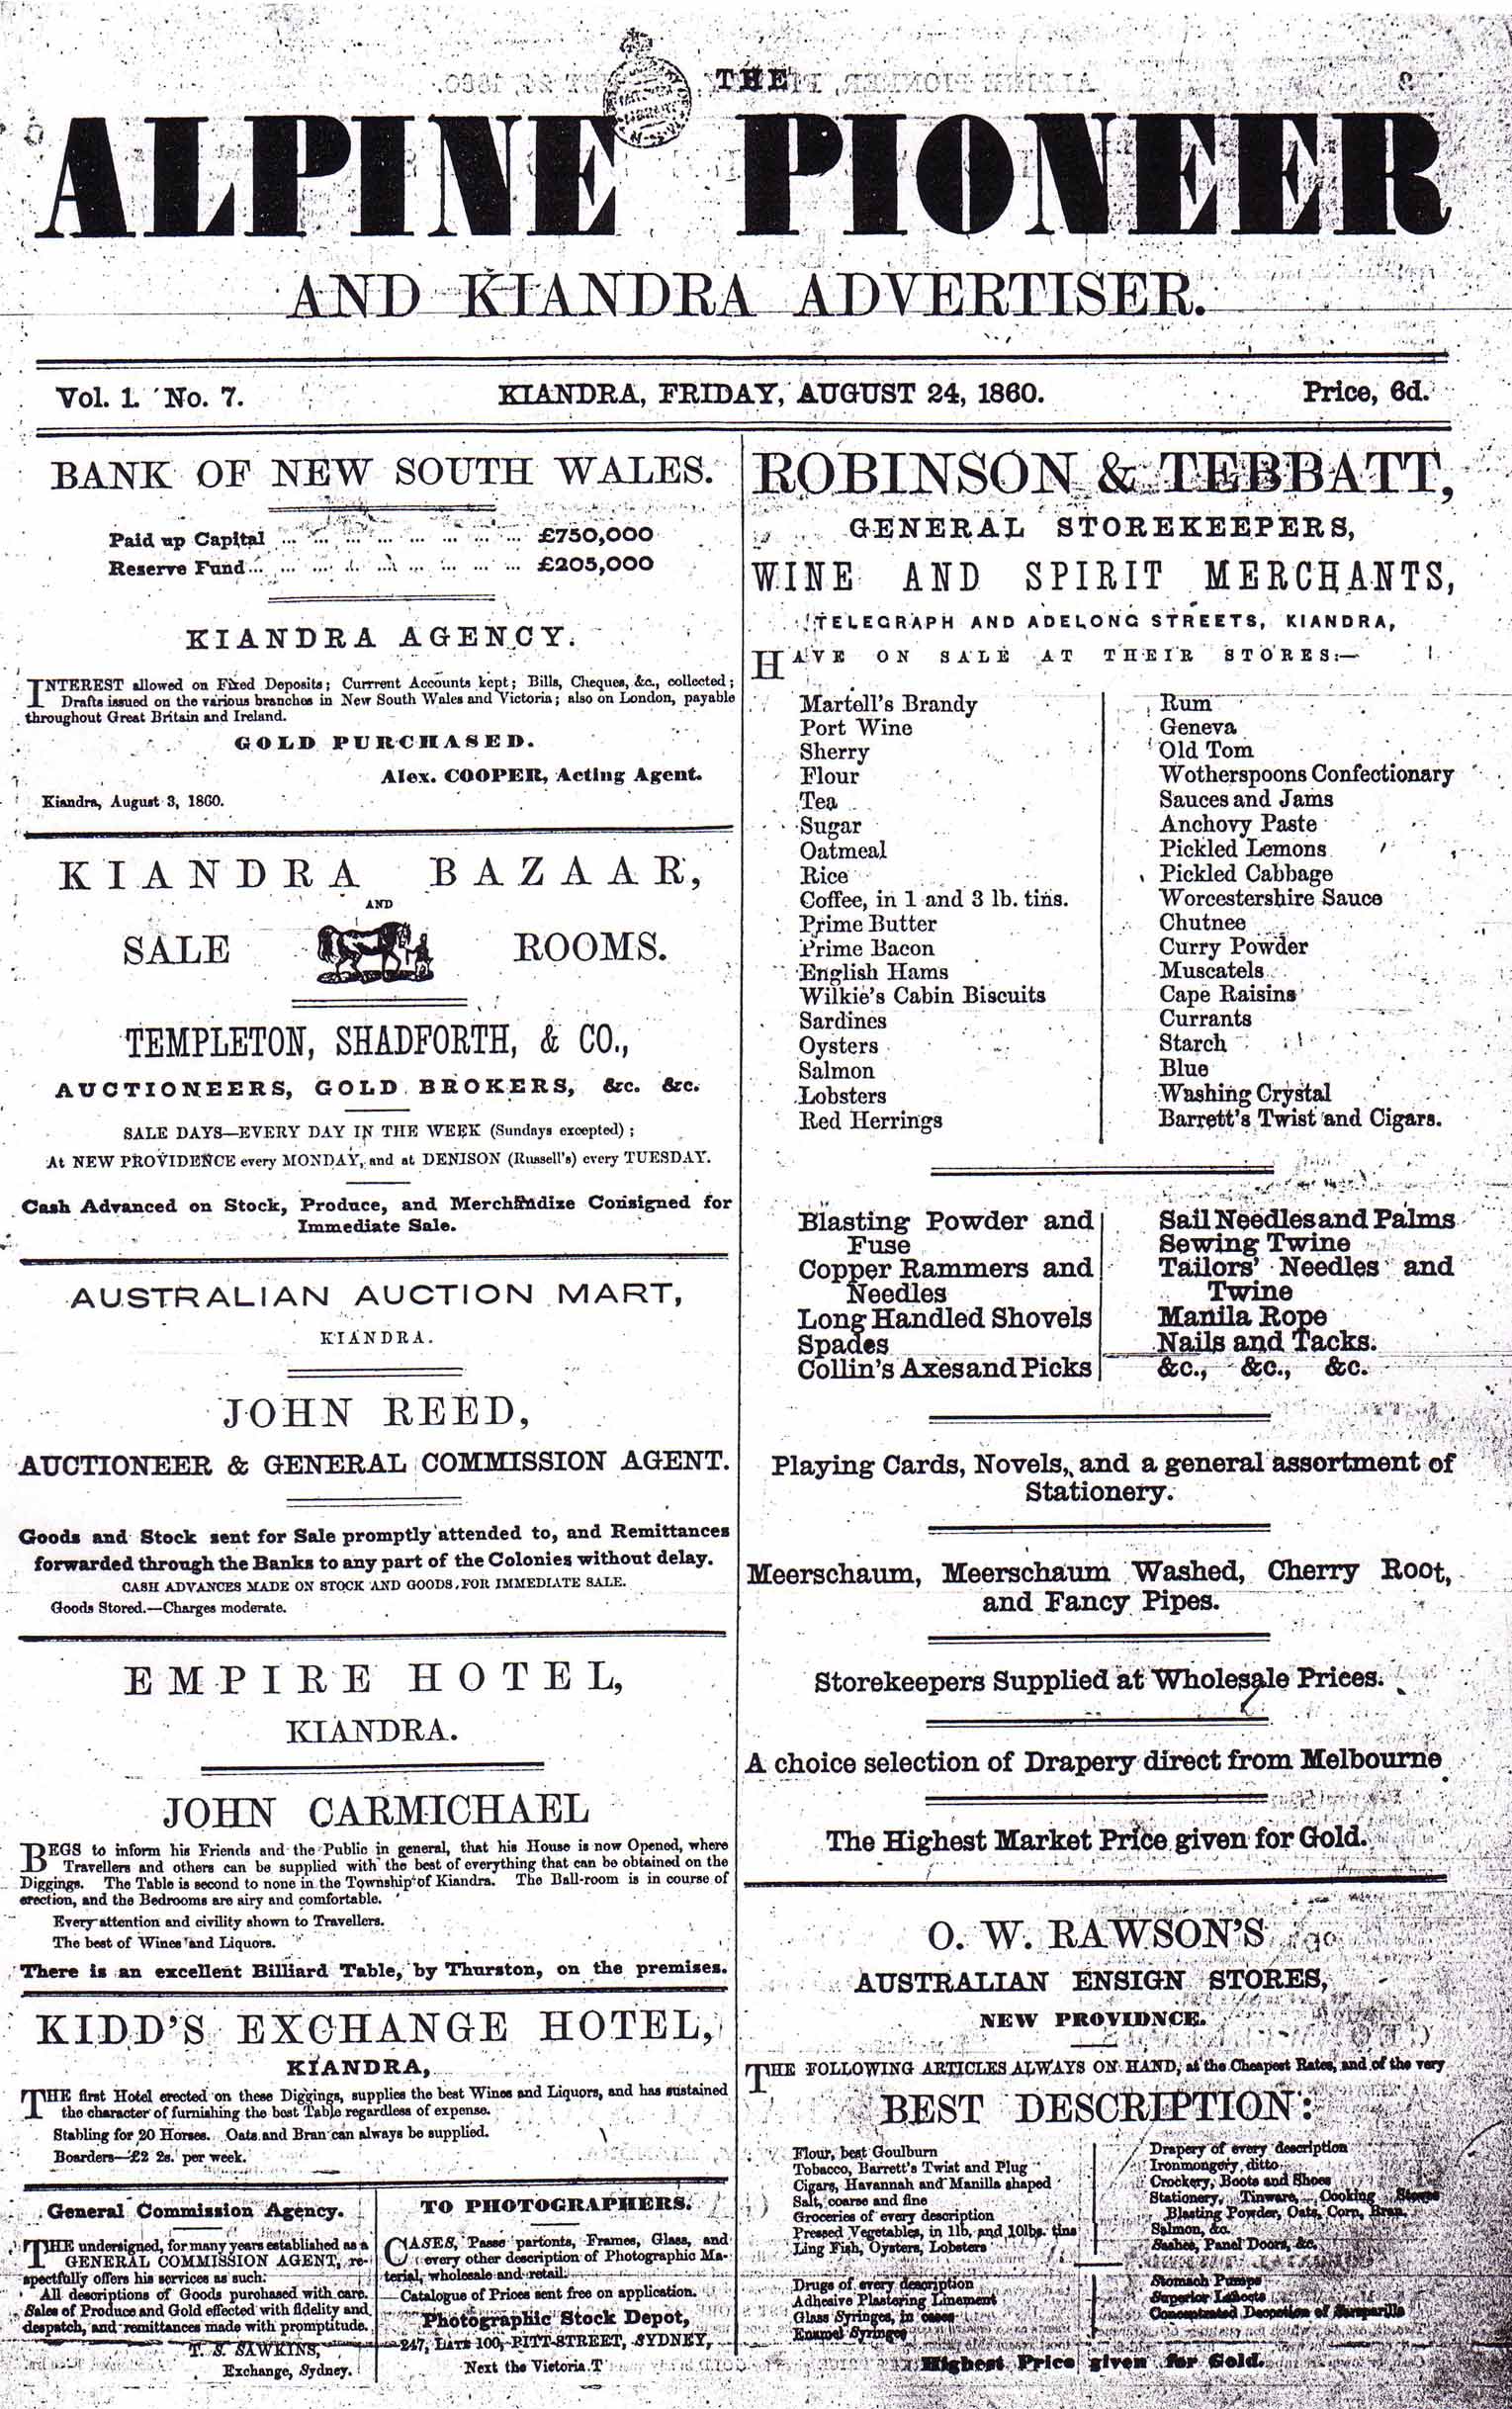 THE
ALPINE PIONEER
AND KIANDRA ADVERTISER.
Vol. 1. No. 7.
KIANDRA, FRIDAY, AUGUST 24, 1860.
Price, 6d.
BANK OF NEW SOUTH WALES.
Paid up Capital ... ... ... ... ... ... ... ... £750,000
Reserve Fund ... ... ... ... ... ... ... ... £205,000
KIANDRA AGENCY.
INTEREST allowed on Fixed Deposits; Currrent Accounts kept; Bills, Cheques, &c., collected;
Drafts issued on the various branches in New South Wales and Victoria; also on London, payable
throughout Great Britain and Ireland.
GOLD PURCHASED.
Alex. COOPER, Acting Agent.
Kiandra, August 3, 1860.
KIANDRA BAZAAR,
AND
SALE ROOMS.
TEMPLETON, SHADFORTH, & CO.,
AUCTIONEERS, GOLD BROKERS, &c. &c.
SALE DAYS—EVERY DAY IN THE WEEK (Sundays excepted);
At NEW PROVIDENCE every MONDAY, and at DENISON (Russell's) every TUESDAY.
Cash Advanced on Stock, Produce, and Merchandize Consigned for
Immediate Sale.
AUSTRALIAN AUCTION MART,
KIANDRA.
JOHN REED,
AUCTIONEER & GENERAL COMMISSION AGENT.
Goods and Stock sent for Sale promptly attended to, and Remittances
forwarded through the Banks to any part of the Colonies without delay.
CASH ADVANCES MADE ON STOCK AND GOODS FOR IMMEDIATE SALE.
Goods Stored.—Charges moderate.
EMPIRE HOTEL,
KIANDRA.
JOHN CARMICHAEL
BEGS to inform his Friends and the Public in general, that his House is now Opened, where
Travellers and others can be supplied with the best of everything that can be obtained on the
Diggings. The Table is second to none in the Township of Kiandra. The Ball-room is in course of
erection, and the Bedrooms are airy and comfortable.
Every attention and civility shown to Travellers.
The best of Wines and Liquors.
There is an excellent Billiard Table, by Thurston, on the premises.
KIDD'S EXCHANGE HOTEL,
KIANDRA,
THE first Hotel erected on these Diggings, supplies the best Wines and Liquors, and has sustained
the character of furnishing the best Table regardless of expense.
Stabling for 20 Horses. Oats and Bran can always be supplied.
Boarders—£2 2s. per week.
General Commission Agency.
THE undersigned, for many years established as a
GENERAL COMMISSION AGENT, re-
spectfully offers his services as such:
All descriptions of Goods purchased with care.
Sales of Produce and Gold effected with fidelity and
despatch, and remittances made with promptitude.
T. S. SAWKINS,
Exchange, Sydney.
TO PHOTOGRAPHERS.
CASES, Passe partonts, Frames, Glass, and
every other description of Photographic Ma-
terial, wholesale and retail.
Catalogue of Prices sent free on application.
Photographic Stock Depot,
247, LATE 100, PITT-STREET, SYDNEY,
Next the Victoria T
ROBINSON & TEBBATT,
GENERAL STOREKEEPERS,
WINE AND SPIRIT MERCHANTS,
TELEGRAPH AND ADELONG STREETS, KIANDRA,
HAVE ON SALE AT THEIR STORES:—
Martell's Brandy
Port Wine
Sherry
Flour
Tea
Sugar
Oatmeal
Rice
Coffee, in 1 and 3 lb. tins.
Prime Butter
Prime Bacon
English Hams
Wilkie's Cabin Biscuits
Sardines
Oysters
Salmon
Lobsters
Red Herrings
Rum
Geneva
Old Tom
Wotherspoons Confectionary
Sauces and Jams
Anchovy Paste
Pickled Lemons
Pickled Cabbage
Worcestershire Sauce
Chutnee
Curry Powder
Muscatels
Cape Raisins
Currants
Starch
Blue
Washing Crystal
Barrett's Twist and Cigars.
Blasting Powder and
Fuse
Copper Rammers and
Needles
Long Handled Shovels
Spades
Collin's Axes and Picks
Sail Needles and Palms
Sewing Twine
Tailors' Needles and
Twine
Manila Rope
Nails and Tacks.
&c., &c., &c.
Playing Cards, Novels, and a general assortment of
Stationery.
Meerschaum, Meerschaum Washed, Cherry Root,
and Fancy Pipes.
Storekeepers Supplied at Wholesale Prices.
A choice selection of Drapery direct from Melbourne
The Highest Market Price given for Gold.
O. W. RAWSON'S
AUSTRALIAN ENSIGN STORES,
NEW PROVIDNCE.
THE FOLLOWING ARTICLES ALWAYS ON HAND, at the Cheapest Rates, and of the very
BEST DESCRIPTION:
Flour, best Goulburn
Tobacco, Barrett's Twist and Plug
Cigars, Havannah and Manilla shaped
Salt, coarse and fine
Groceries of every description
Pressed Vegetables, in 1lb. and 10lbs. tins
Ling Fish, Oysters, Lobsters
Drapery of every description
Ironmongery, ditto
Crockery, Boots and Shoes
Stationery, Tinware, Cooking Stoves
Blasting Powder, Oats, Corn, Bran,
Salmon, &c.
Sashes, Panel Doors, &c.
Drugs of every description
Adhesive Plastering Linement
Glass Syringes, in cases
Enamel Syringes
Stomach Pumps
Superior
Concentrated Decoction of Sarsparilla
Highest Price given for Gold.